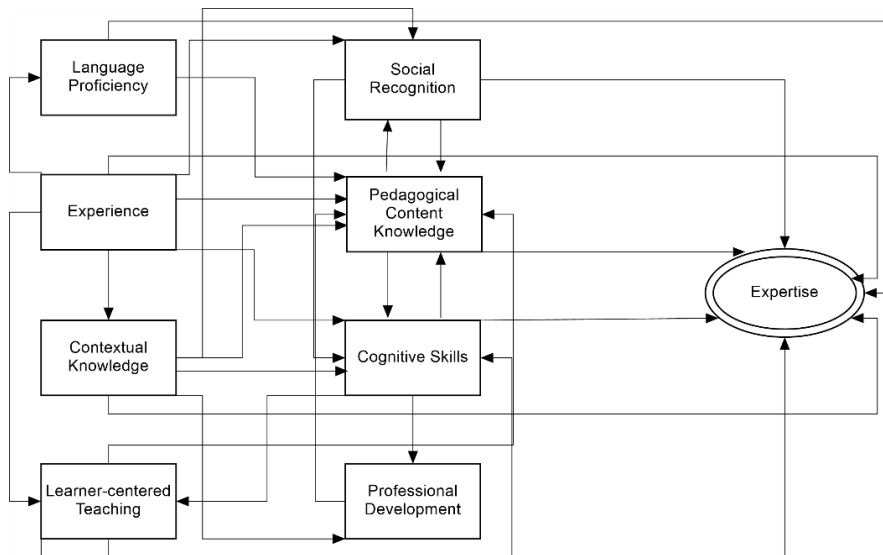 Language
Proficiency
Social
Recognition
Experience
Pedagogical
Content
Knowledge
Expertise
Contextual
Knowledge
Cognitive Skills
Learner-centered
Teaching
Professional
Development